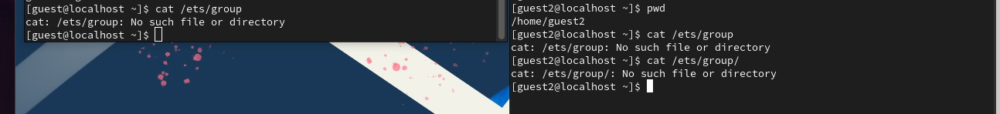 [guest@localhost ~]$ cat /ets/group
cat: /ets/group: No such file or directory
[guest@localhost ~]$
[guest2@localhost ~]$ pwd
/home/guest2
[guest2@localhost ~]$ cat /ets/group
cat: /ets/group: No such file or directory
[guest2@localhost ~]$ cat /ets/group/
cat: /ets/group/: No such file or directory
[guest2@localhost ~]$